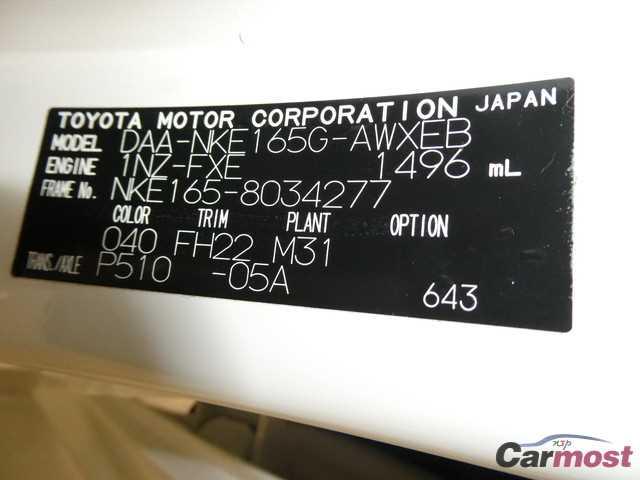 TOYOTA MOTOR CORPORATION JAPAN
MODEL DAA-NKE165G-AWXEB
ENGINE 1NZ-FXE 1496 mL
FRAME No. NKE165-8034277
COLOR TRIM PLANT OPTION
040 FH22 M31
TRANS./AXLE P510 -05A
643
NJP
Carmost